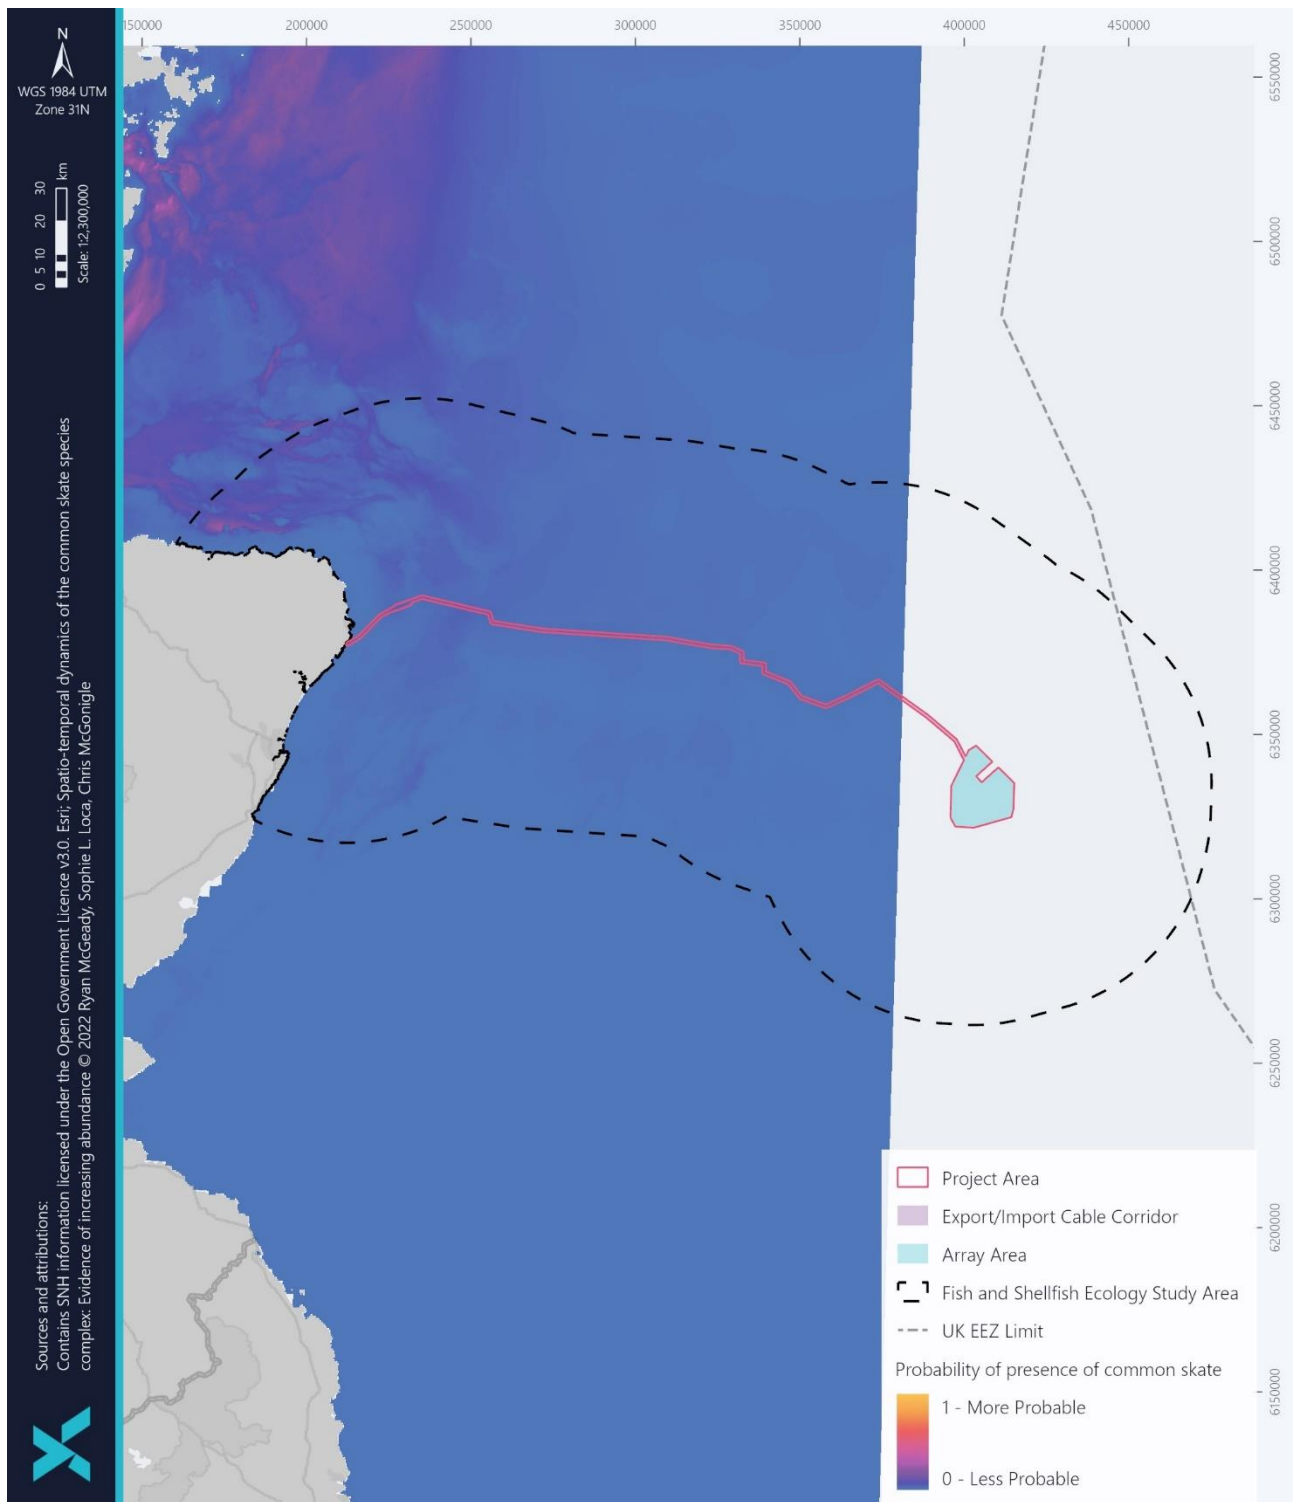 150000
200000
250000
300000
350000
400000
450000
6550000
6500000
6450000
6400000
6350000
6300000
6250000
6200000
6150000
N
WGS 1984 UTM
Zone 31N
0 5 10 20 30
km
Scale: 1:2,300,000
Sources and attributions:
Contains SNH information licensed under the Open Government Licence v3.0. Esri; Spatio-temporal dynamics of the common skate species
complex: Evidence of increasing abundance © 2022 Ryan McGeady, Sophie L. Loca, Chris McGonigle
Project Area
Export/Import Cable Corridor
Array Area
Fish and Shellfish Ecology Study Area
UK EEZ Limit
Probability of presence of common skate
1 - More Probable
0 - Less Probable